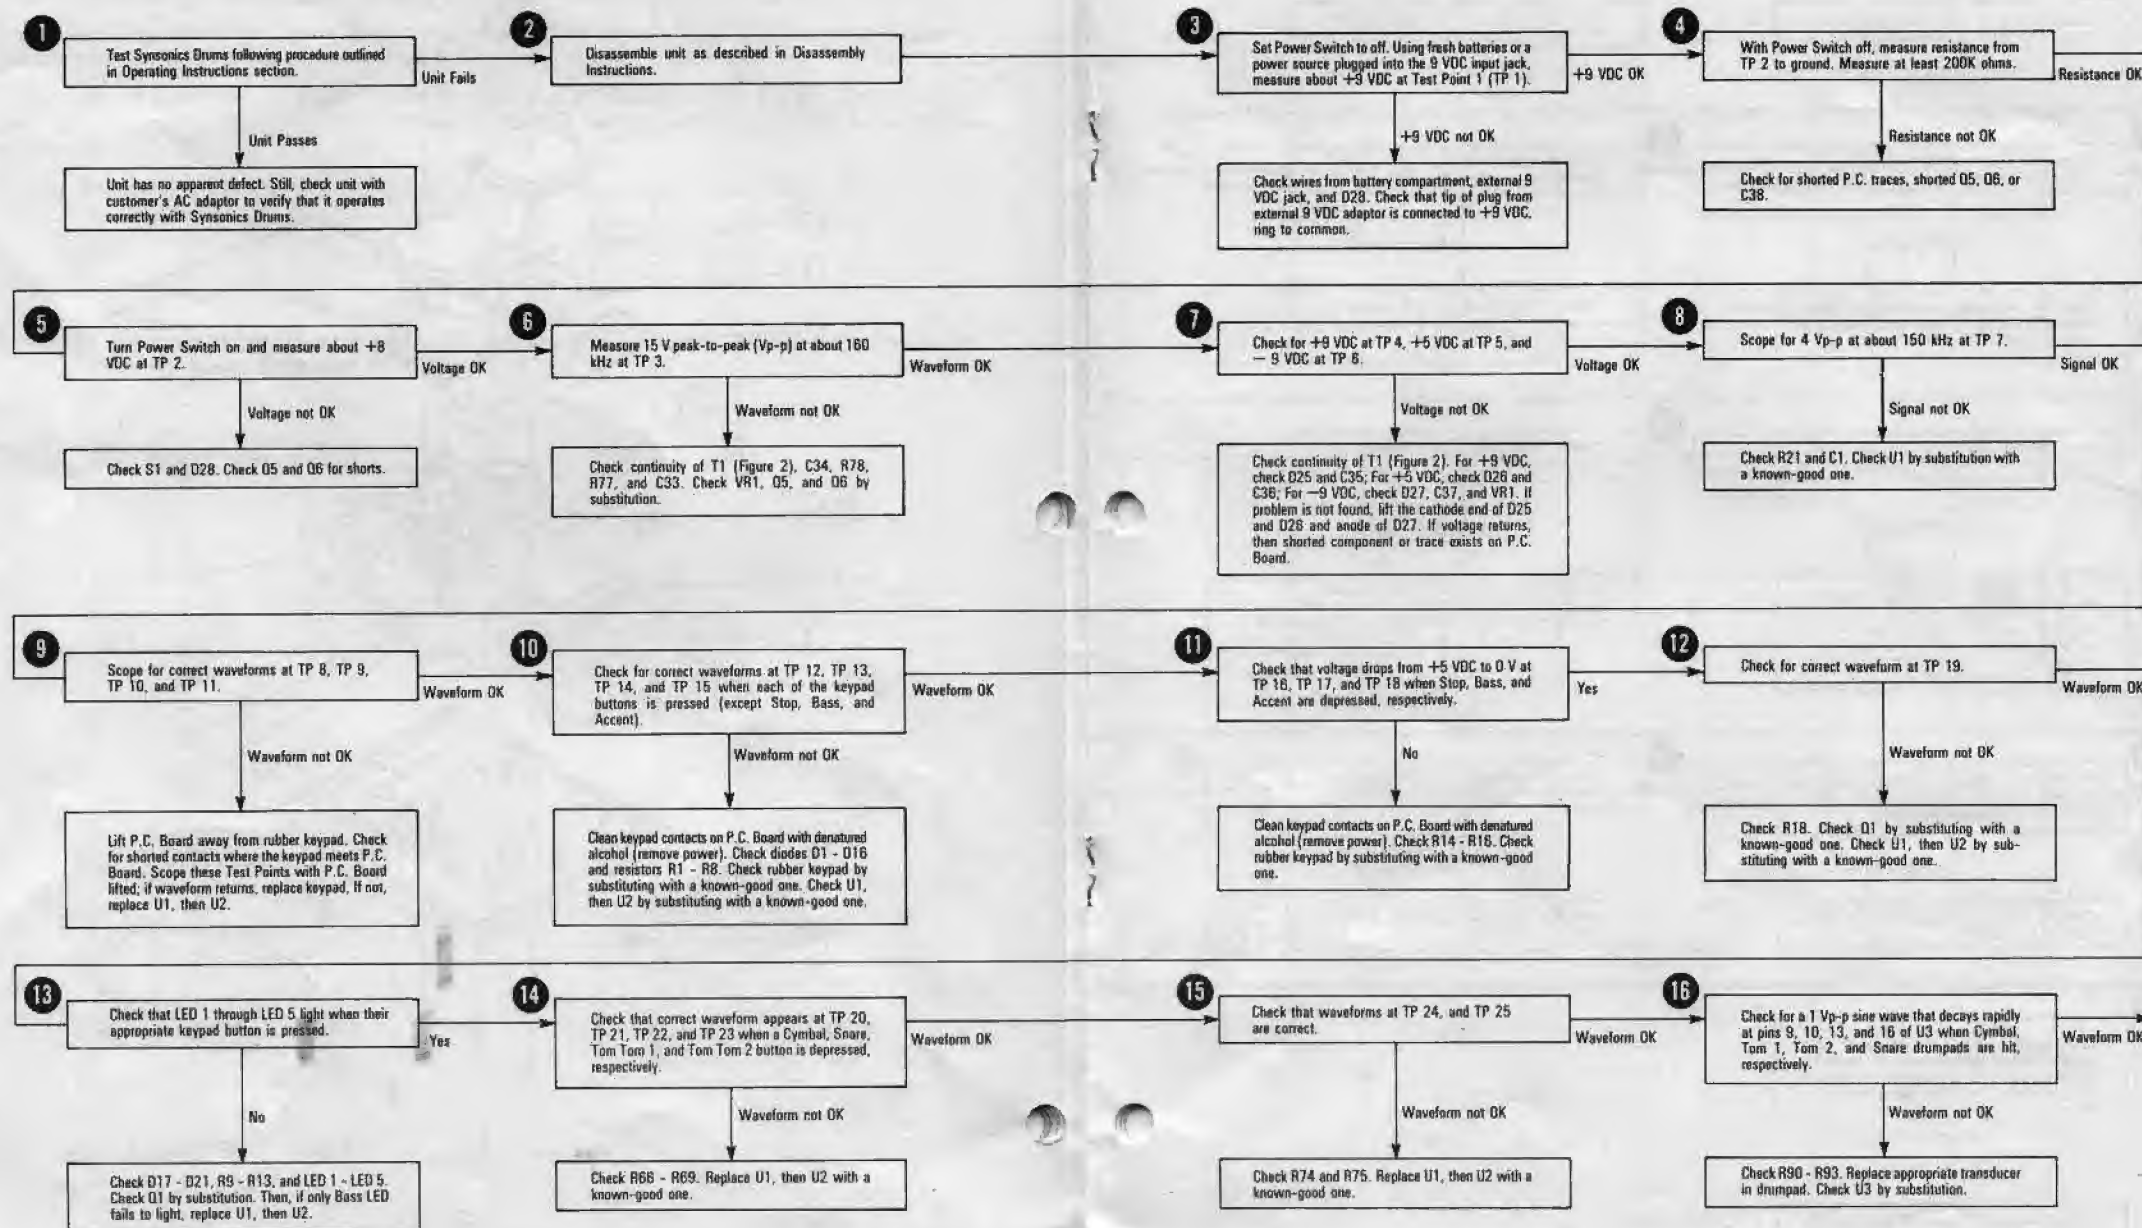 1
Test Synsonics Drums following procedure outlined
in Operating Instructions section.
Unit Fails
Unit Passes
Unit has no apparent defect. Still, check unit with
customer's AC adaptor to verify that it operates
correctly with Synsonics Drums.
2
Disassemble unit as described in Disassembly
Instructions.
3
Set Power Switch to off. Using fresh batteries or a
power source plugged into the 9 VDC input jack,
measure about +9 VDC at Test Point 1 (TP 1).
+9 VDC OK
+9 VDC not OK
Check wires from battery compartment, external 9
VDC jack, and D28. Check that tip of plug from
external 9 VDC adaptor is connected to +9 VDC,
ring to common.
4
With Power Switch off, measure resistance from
TP 2 to ground. Measure at least 200K ohms.
Resistance OK
Resistance not OK
Check for shorted P.C. traces, shorted Q5, Q6, or
C38.
5
Turn Power Switch on and measure about +8
VDC at TP 2.
Voltage OK
Voltage not OK
Check S1 and D28. Check Q5 and Q6 for shorts.
6
Measure 15 V peak-to-peak (Vp-p) at about 160
kHz at TP 3.
Waveform OK
Waveform not OK
Check continuity of T1 (Figure 2), C34, R78,
R77, and C33. Check VR1, Q5, and Q6 by
substitution.
7
Check for +9 VDC at TP 4, +5 VDC at TP 5, and
— 9 VDC at TP 6.
Voltage OK
Voltage not OK
Check continuity of T1 (Figure 2). For +9 VDC,
check D25 and C35; For +5 VDC, check D26 and
C36; For —9 VDC, check D27, C37, and VR1. If
problem is not found, lift the cathode end of D25
and D26 and anode of D27. If voltage returns,
then shorted component or trace exists on P.C.
Board.
8
Scope for 4 Vp-p at about 150 kHz at TP 7.
Signal OK
Signal not OK
Check R21 and C1. Check U1 by substitution with
a known-good one.
9
Scope for correct waveforms at TP 8, TP 9,
TP 10, and TP 11.
Waveform OK
Waveform not OK
Lift P.C. Board away from rubber keypad. Check
for shorted contacts where the keypad meets P.C.
Board. Scope these Test Points with P.C. Board
lifted; if waveform returns, replace keypad, If not,
replace U1, then U2.
10
Check for correct waveforms at TP 12, TP 13,
TP 14, and TP 15 when each of the keypad
buttons is pressed (except Stop, Bass, and
Accent).
Waveform OK
Waveform not OK
Clean keypad contacts on P.C. Board with denatured
alcohol (remove power). Check diodes D1 - D16
and resistors R1 - R8. Check rubber keypad by
substituting with a known-good one. Check U1,
then U2 by substituting with a known-good one.
11
Check that voltage drops from +5 VDC to 0 V at
TP 16, TP 17, and TP 18 when Stop, Bass, and
Accent are depressed, respectively.
Yes
No
Clean keypad contacts on P.C. Board with denatured
alcohol (remove power). Check R14 - R16. Check
rubber keypad by substituting with a known-good
one.
12
Check for correct waveform at TP 19.
Waveform OK
Waveform not OK
Check R18. Check Q1 by substituting with a
known-good one. Check U1, then U2 by sub-
stituting with a known-good one.
13
Check that LED 1 through LED 5 light when their
appropriate keypad button is pressed.
Yes
No
Check D17 - D21, R9 - R13, and LED 1 - LED 5.
Check Q1 by substitution. Then, if only Bass LED
fails to light, replace U1, then U2.
14
Check that correct waveform appears at TP 20,
TP 21, TP 22, and TP 23 when a Cymbal, Snare,
Tom Tom 1, and Tom Tom 2 button is depressed,
respectively.
Waveform OK
Waveform not OK
Check R66 - R69. Replace U1, then U2 with a
known-good one.
15
Check that waveforms at TP 24, and TP 25
are correct.
Waveform OK
Waveform not OK
Check R74 and R75. Replace U1, then U2 with a
known-good one.
16
Check for a 1 Vp-p sine wave that decays rapidly
at pins 9, 10, 13, and 16 of U3 when Cymbal,
Tom 1, Tom 2, and Snare drumpads are hit,
respectively.
Waveform OK
Waveform not OK
Check R90 - R93. Replace appropriate transducer
in drumpad. Check U3 by substitution.